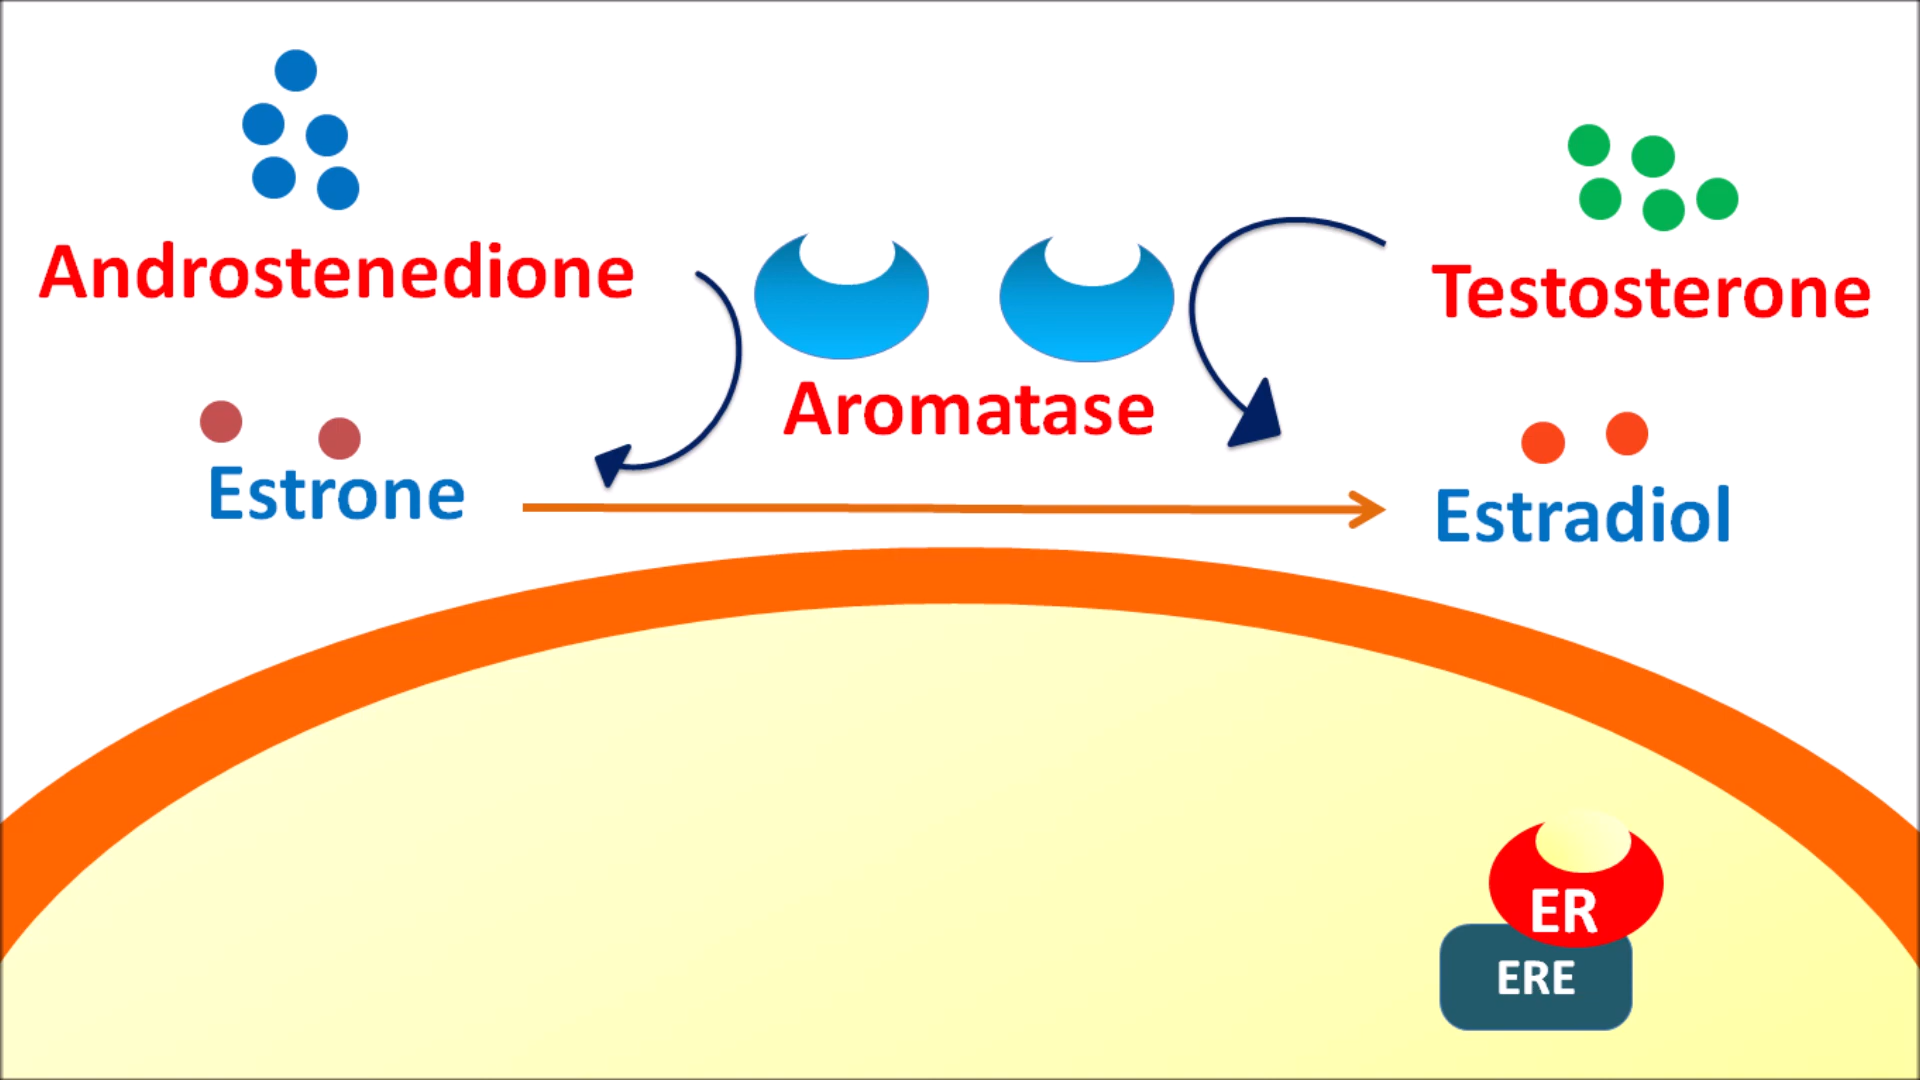 Androstenedione
Testosterone
Aromatase
Estrone
Estradiol
ER
ERE